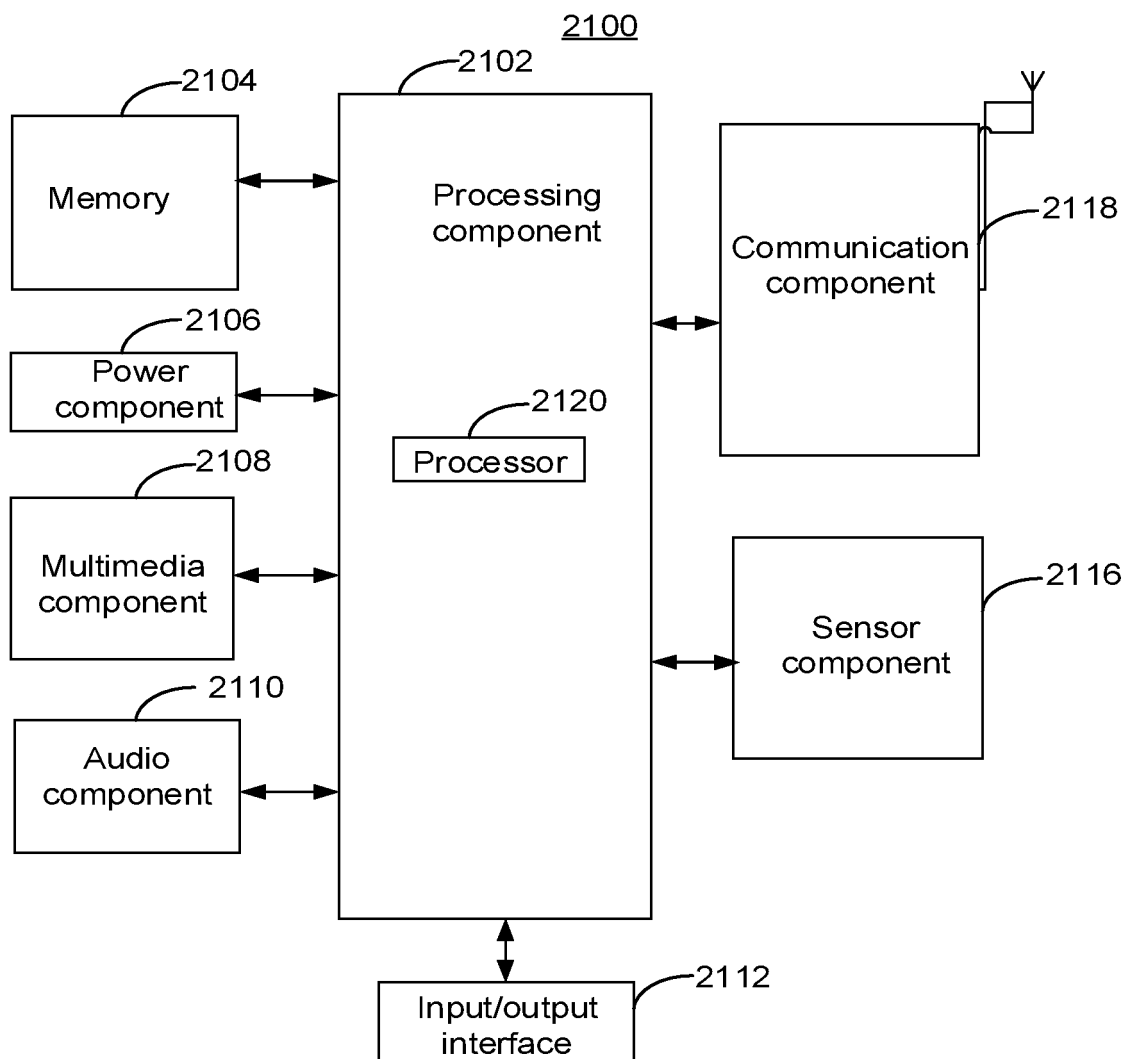 2100
2102
2104
Memory
Processing
component
Communication
component
2118
2106
Power
component
2120
Processor
2108
Multimedia
component
2116
Sensor
component
2110
Audio
component
2112
Input/output
interface